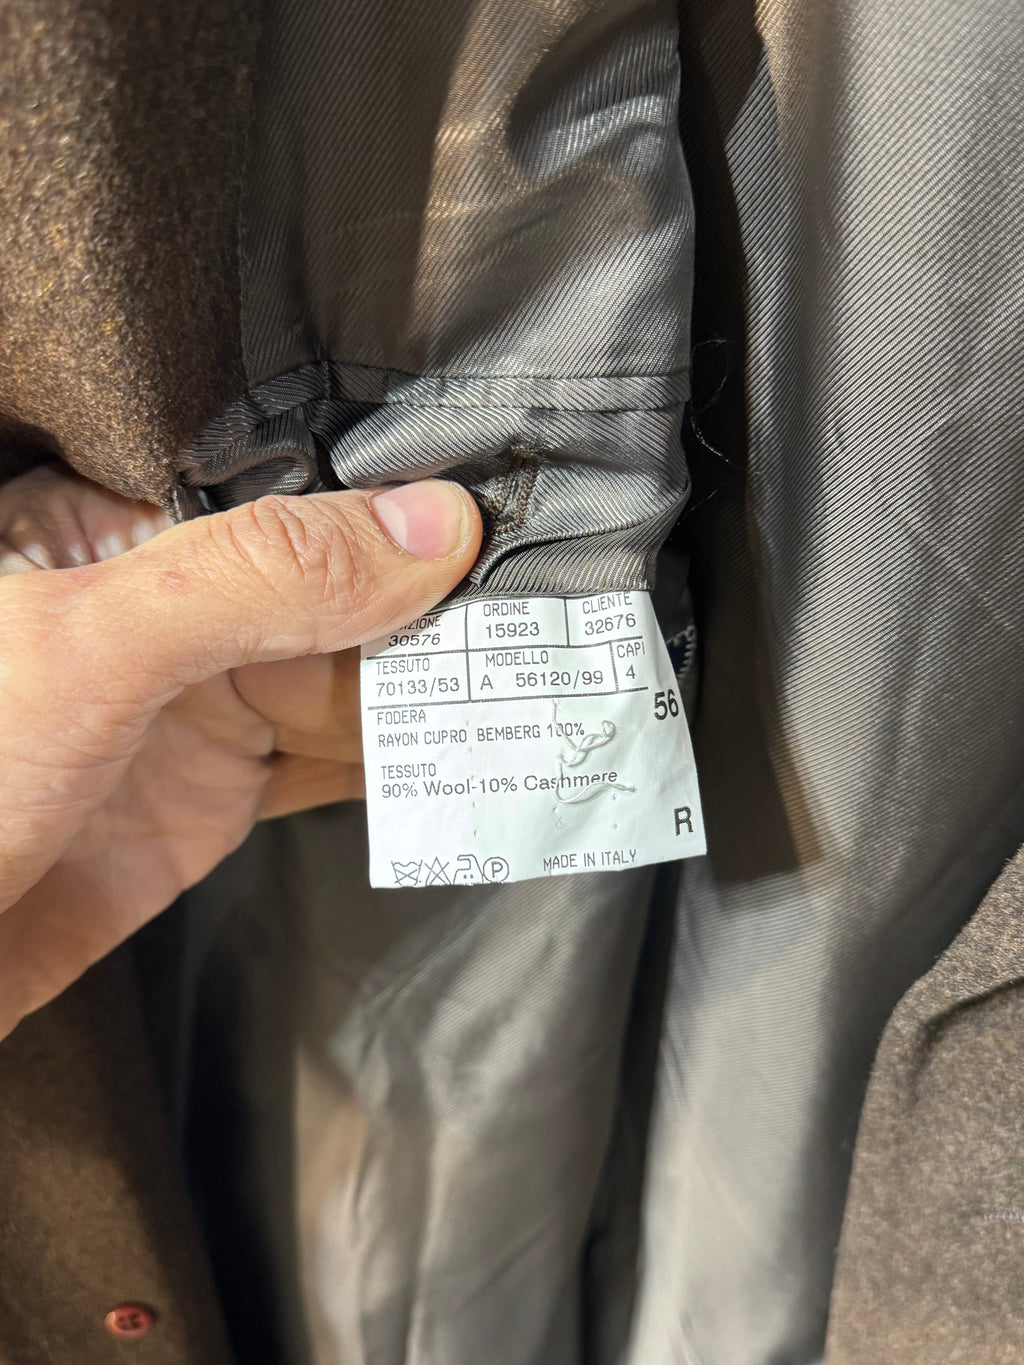 ORDINE CLIENTE
30576 15923 32676
TESSUTO MODELLO CAPI
70133/53 A 56120/99 4
56
FODERA
RAYON CUPRO BEMBERG 100%
TESSUTO
90% Wool-10% Cashmere
R
P MADE IN ITALY